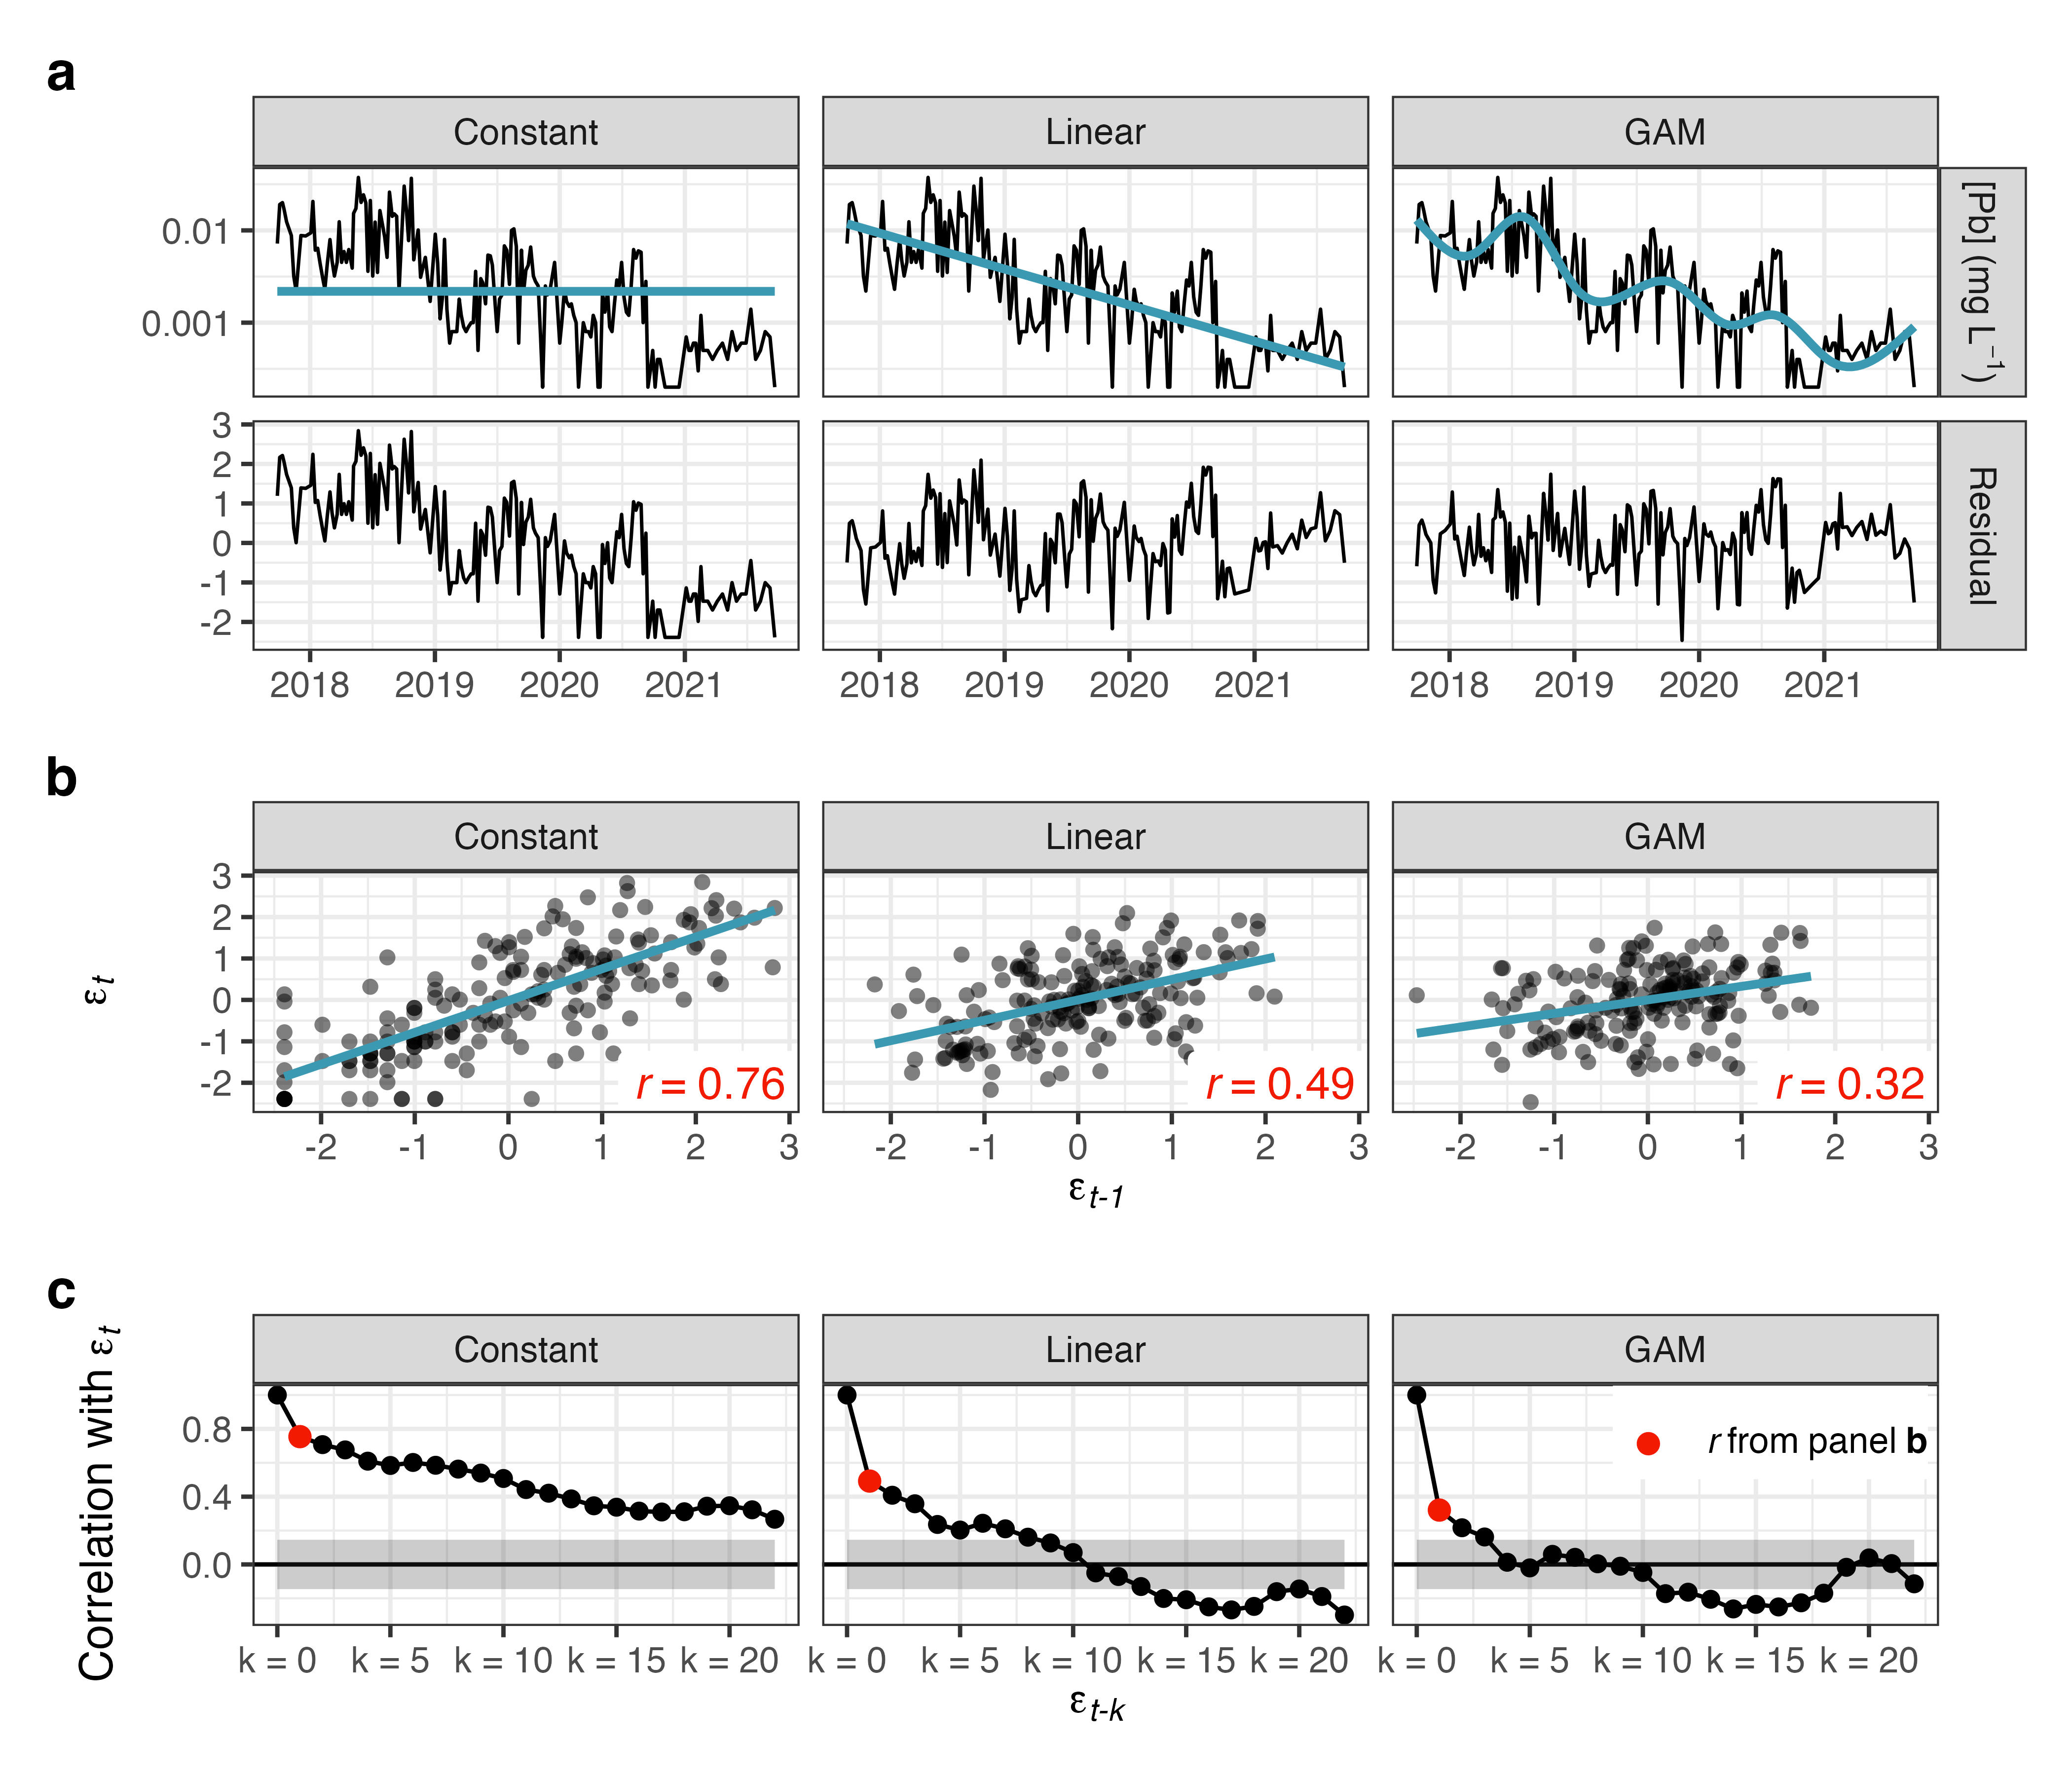 a
Constant Linear GAM
0.01
0.001
[Pb] (mg L⁻¹)
3
2
1
0
-1
-2
Residual
2018 2019 2020 2021 2018 2019 2020 2021 2018 2019 2020 2021
b
Constant Linear GAM
3
2
1
0
-1
-2
εt
r = 0.76 r = 0.49 r = 0.32
-2 -1 0 1 2 3 -2 -1 0 1 2 3 -2 -1 0 1 2 3
εt-1
c
Constant Linear GAM
Correlation with εt
0.8
0.4
0.0
r from panel b
k = 0 k = 5 k = 10 k = 15 k = 20 k = 0 k = 5 k = 10 k = 15 k = 20 k = 0 k = 5 k = 10 k = 15 k = 20
εt-k